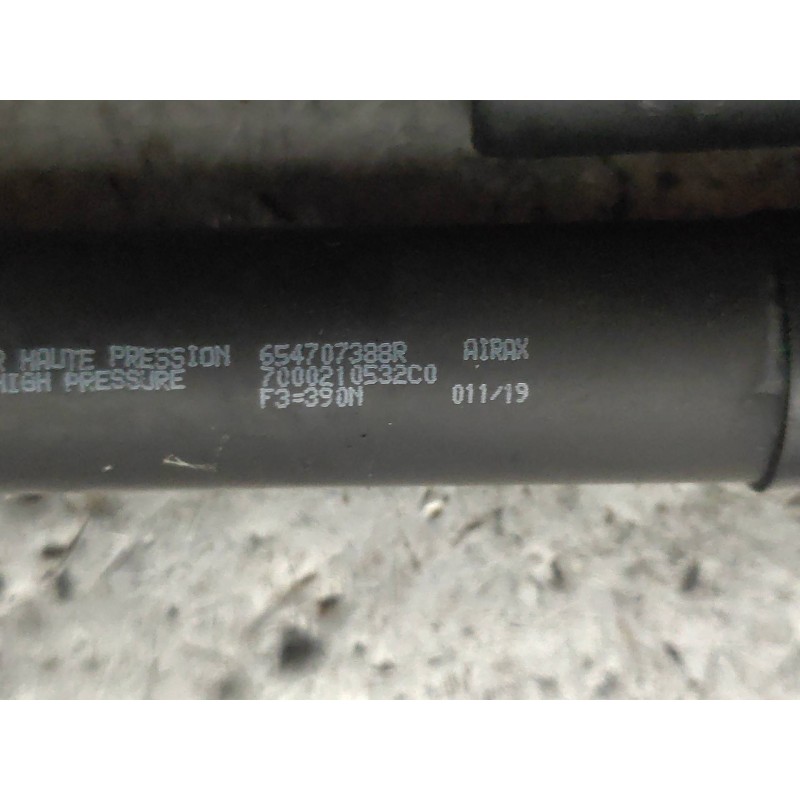 R HAUTE PRESSION 654707388R AIRAX
HIGH PRESSURE 7000210532C0
F3=390N 011/19